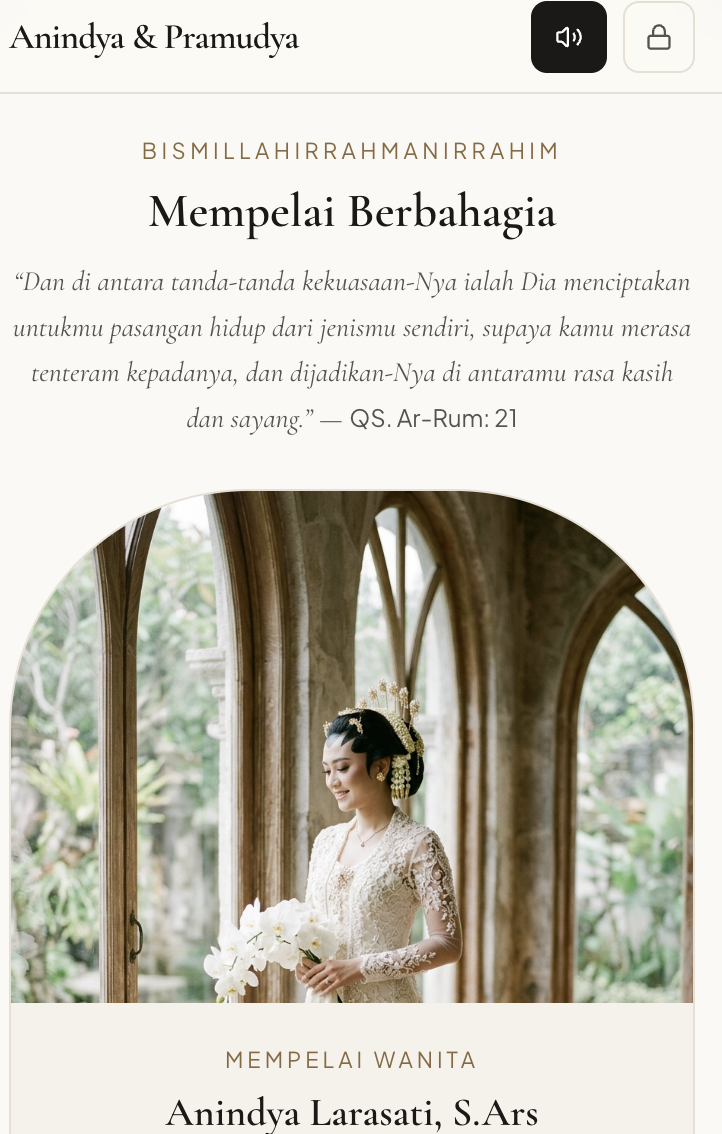 Anindya & Pramudya
BISMILLAHIRRAHMANIRRAHIM
Mempelai Berbahagia
“Dan di antara tanda-tanda kekuasaan-Nya ialah Dia menciptakan
untukmu pasangan hidup dari jenismu sendiri, supaya kamu merasa
tenteram kepadanya, dan dijadikan-Nya di antaramu rasa kasih
dan sayang.” — QS. Ar-Rum: 21
MEMPELAI WANITA
Anindya Larasati, S.Ars